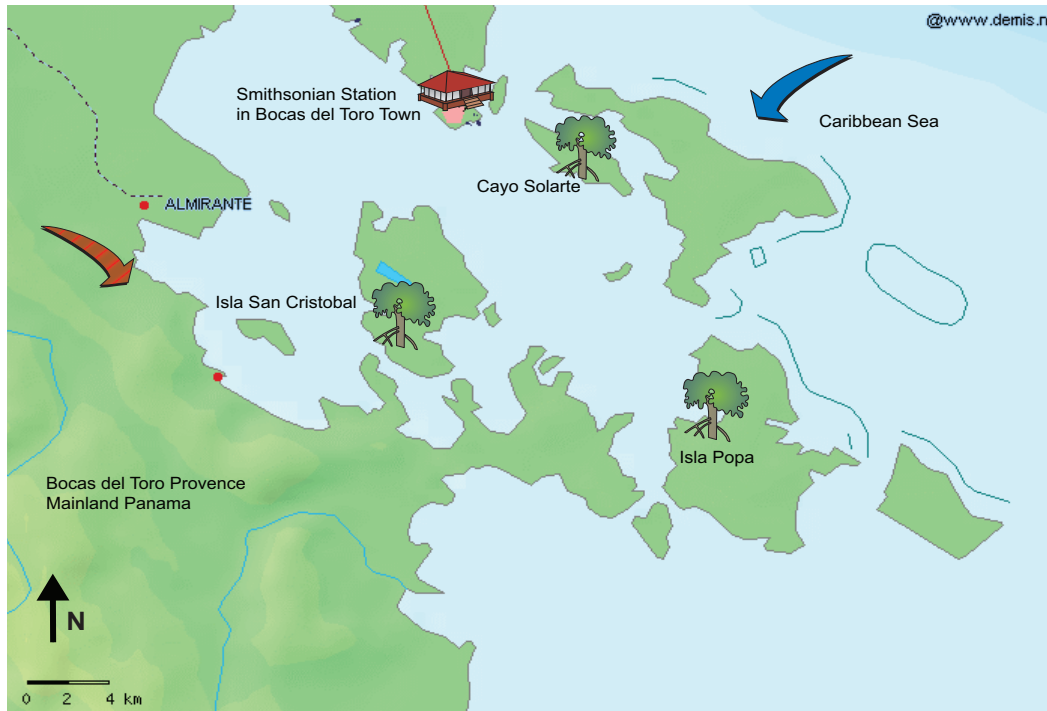 @www.demis.n
Smithsonian Station
in Bocas del Toro Town
Caribbean Sea
Cayo Solarte
ALMIRANTE
Isla San Cristobal
Isla Popa
Bocas del Toro Provence
Mainland Panama
N
0 2 4 km